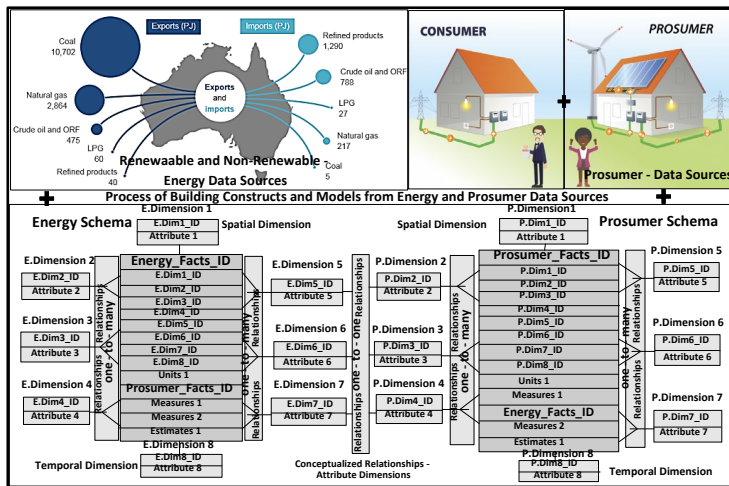 Exports (PJ)
Imports (PJ)
Coal
10,702
Natural gas
2,864
Crude oil and ORF
475
LPG
60
Refined products
40
Exports
and
imports
Refined products
1,290
Crude oil and ORF
788
LPG
27
Natural gas
217
Coal
5
Renewaable and Non-Renewable -
Energy Data Sources
CONSUMER
PROSUMER
Prosumer - Data Sources
Process of Building Constructs and Models from Energy and Prosumer Data Sources
Energy Schema
E.Dimension 1
E.Dim1_ID
Attribute 1
Spatial Dimension
E.Dimension 2
E.Dim2_ID
Attribute 2
E.Dimension 3
E.Dim3_ID
Attribute 3
E.Dimension 4
E.Dim4_ID
Attribute 4
Relationships
Relationships
one - to - many
Energy_Facts_ID
E.Dim1_ID
E.Dim2_ID
E.Dim3_ID
E.Dim4_ID
E.Dim5_ID
E.Dim6_ID
E.Dim7_ID
E.Dim8_ID
Units 1
Prosumer_Facts_ID
Measures 1
Measures 2
Estimates 1
Relationships
Relationships
one - to - many
E.Dimension 5
E.Dim5_ID
Attribute 5
E.Dimension 6
E.Dim6_ID
Attribute 6
E.Dimension 7
E.Dim7_ID
Attribute 7
E.Dimension 8
E.Dim8_ID
Attribute 8
Temporal Dimension
Relationships
one - to - one
Conceptualized Relationships -
Attribute Dimensions
Prosumer Schema
Spatial Dimension
P.Dimension1
P.Dim1_ID
Attribute 1
P.Dimension 2
P.Dim2_ID
Attribute 2
P.Dimension 3
P.Dim3_ID
Attribute 3
P.Dimension 4
P.Dim4_ID
Attribute 4
Relationships
Relationships
one - to - many
Prosumer_Facts_ID
P.Dim1_ID
P.Dim2_ID
P.Dim3_ID
P.Dim4_ID
P.Dim5_ID
P.Dim6_ID
P.Dim7_ID
P.Dim8_ID
Units 1
Measures 1
Energy_Facts_ID
Measures 2
Estimates 1
Relationships
Relationships
one - to - many
P.Dimension 5
P.Dim5_ID
Attribute 5
P.Dimension 6
P.Dim6_ID
Attribute 6
P.Dimension 7
P.Dim7_ID
Attribute 7
P.Dimension 8
P.Dim8_ID
Attribute 8
Temporal Dimension